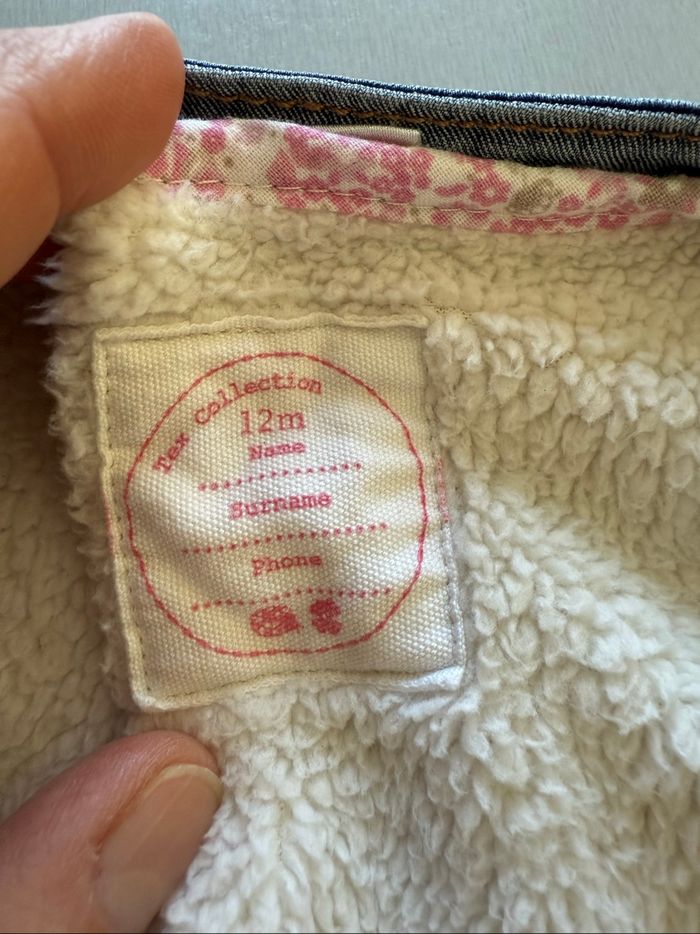 Tex Collection
12m
Name
Surname
Phone